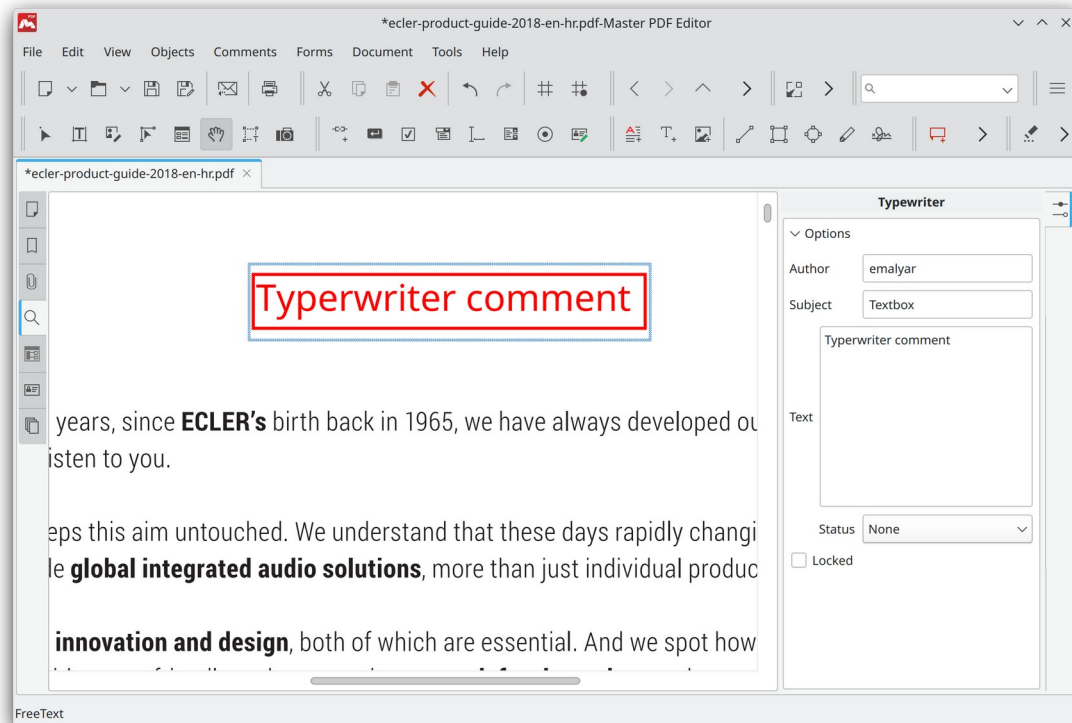 *ecler-product-guide-2018-en-hr.pdf-Master PDF Editor
File Edit View Objects Comments Forms Document Tools Help
*ecler-product-guide-2018-en-hr.pdf
Typewriter
Options
Author emalyar
Subject Textbox
Text Typerwriter comment
Status None
Locked
Typerwriter comment
years, since ECLER’s birth back in 1965, we have always developed ou
isten to you.
eps this aim untouched. We understand that these days rapidly changi
le global integrated audio solutions, more than just individual produc
innovation and design, both of which are essential. And we spot how
FreeText